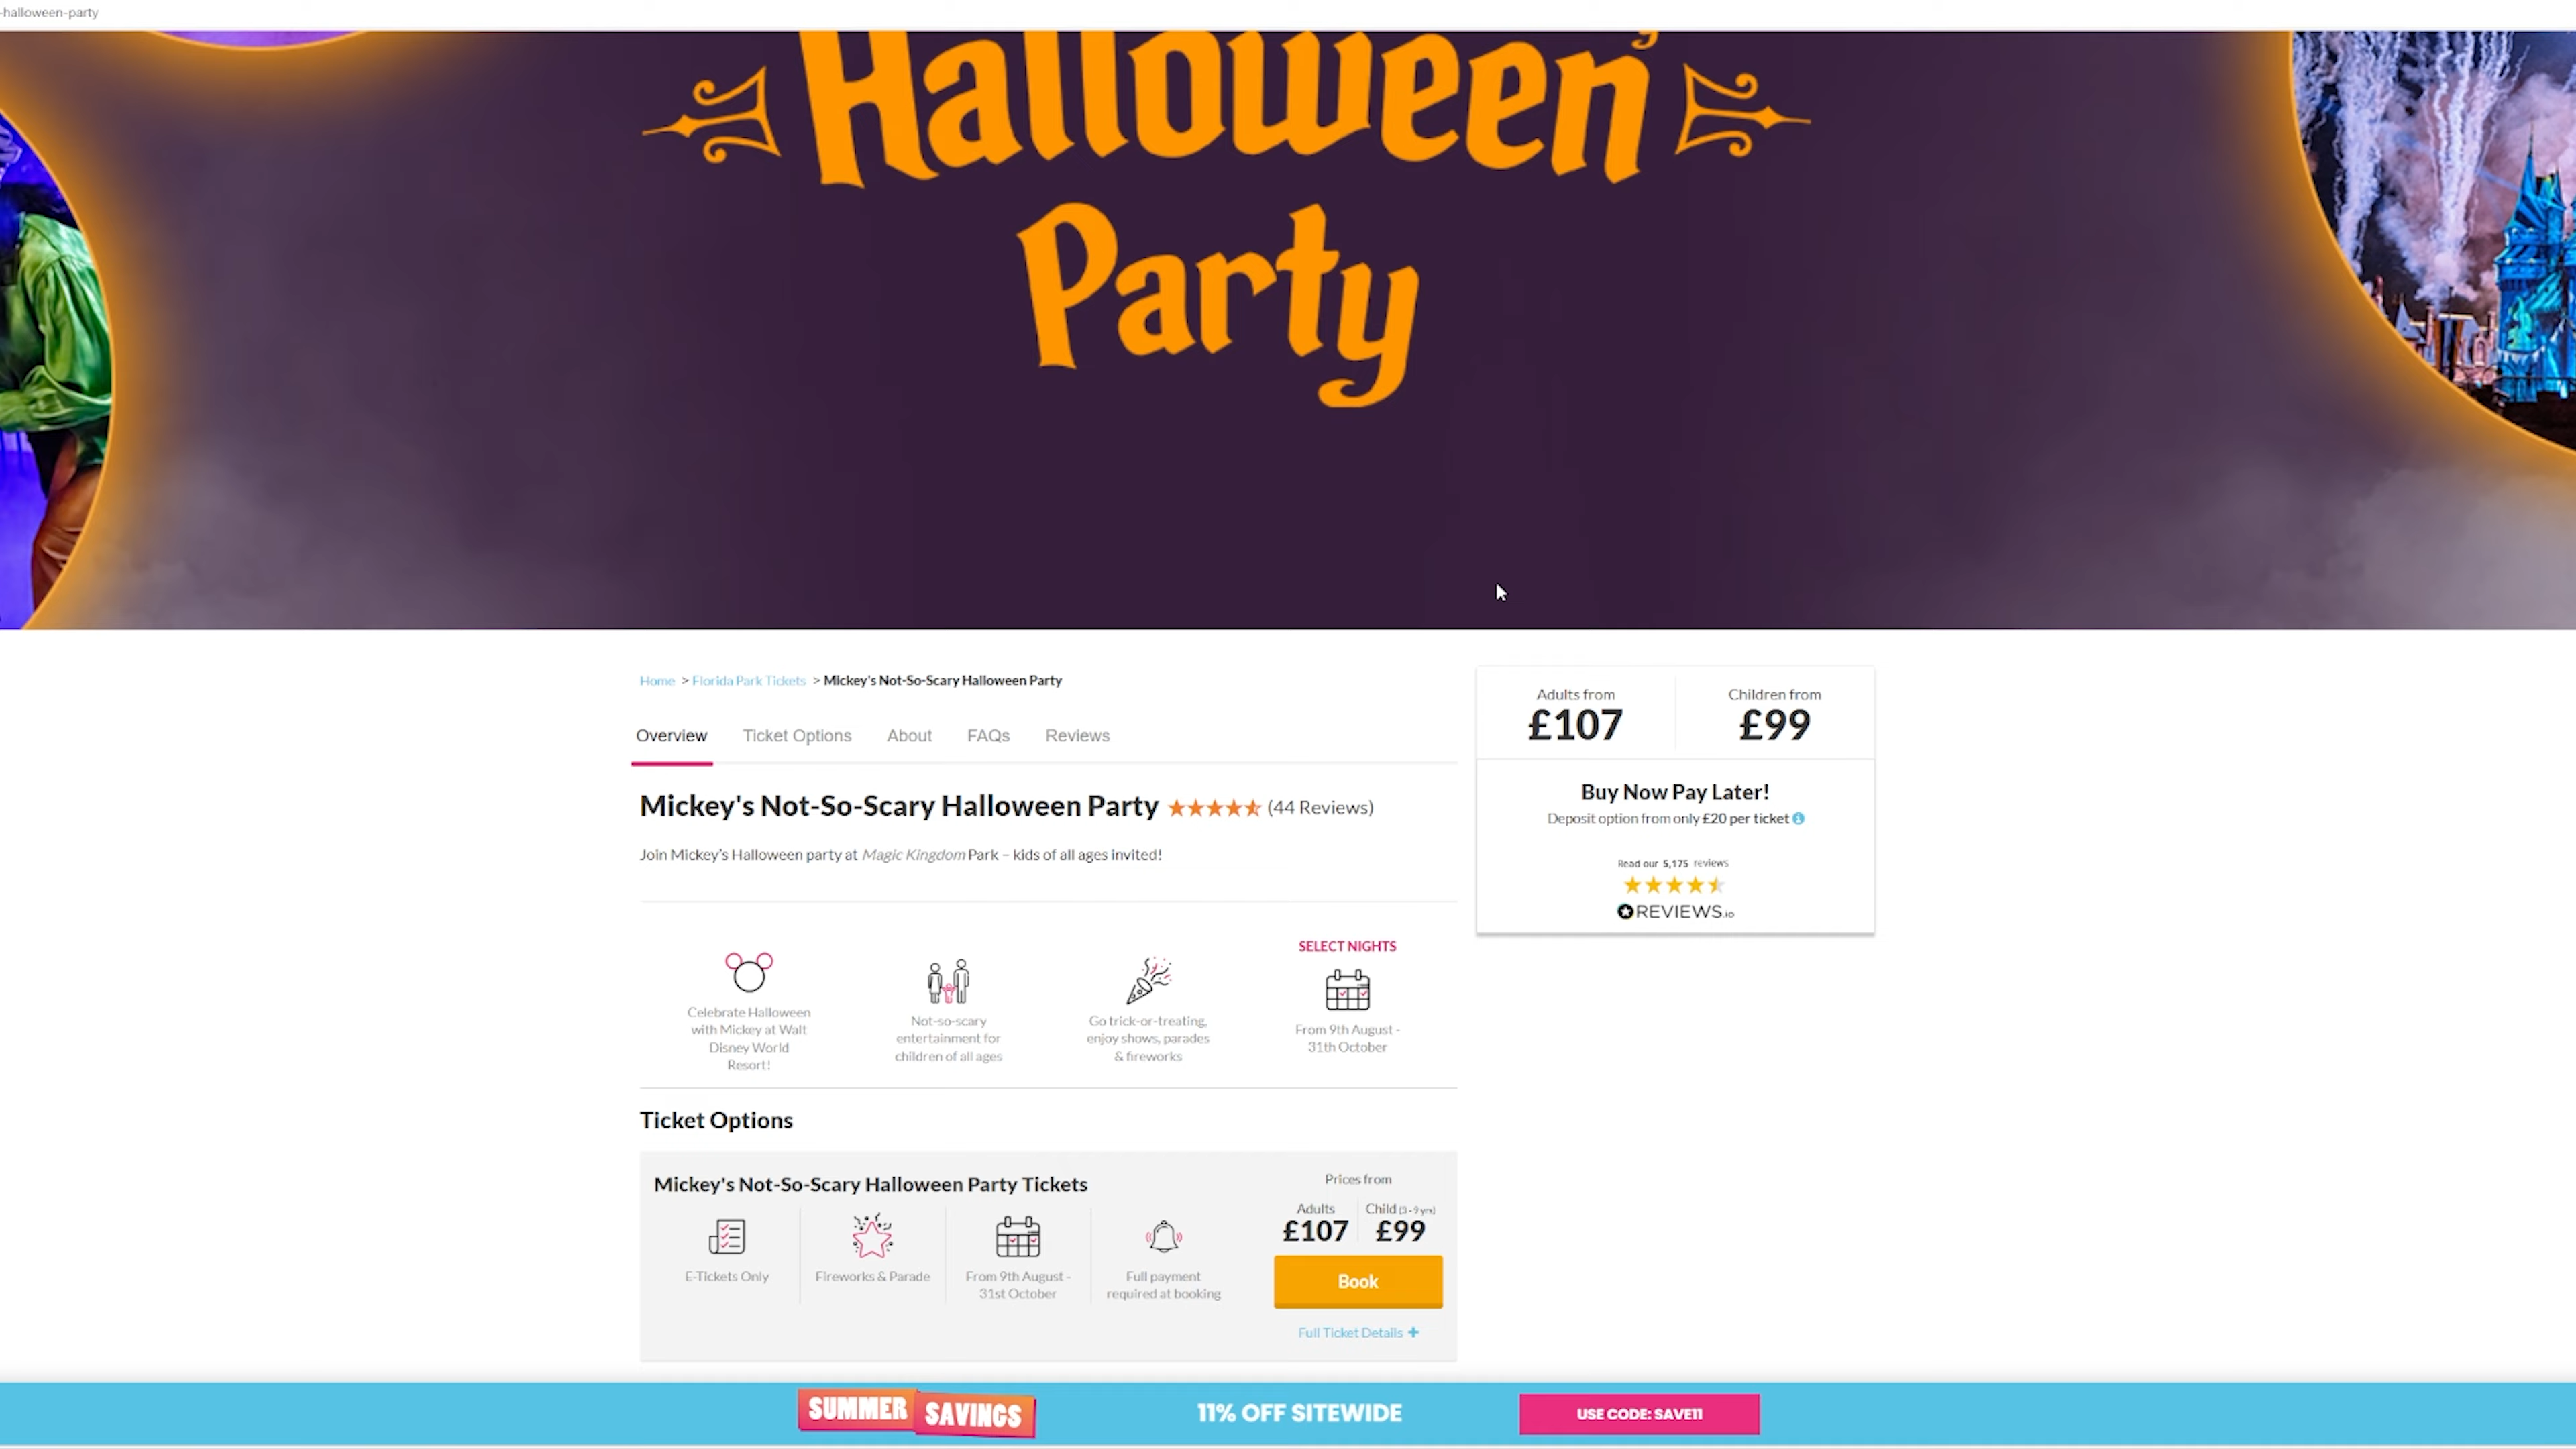 -halloween-party
Halloween
Party
Home > Florida Park Tickets > Mickey's Not-So-Scary Halloween Party
Overview Ticket Options About FAQs Reviews
Mickey's Not-So-Scary Halloween Party (44 Reviews)
Join Mickey's Halloween party at Magic Kingdom Park – kids of all ages invited!
Adults from
£107
Children from
£99
Buy Now Pay Later!
Deposit option from only £20 per ticket
Read our 5,175 reviews
REVIEWS.io
Celebrate Halloween
with Mickey at Walt
Disney World
Resort!
Not-so-scary
entertainment for
children of all ages
Go trick-or-treating,
enjoy shows, parades
& fireworks
SELECT NIGHTS
From 9th August -
31th October
Ticket Options
Mickey's Not-So-Scary Halloween Party Tickets
E-Tickets Only
Fireworks & Parade
From 9th August -
31st October
Full payment
required at booking
Prices from
Adults
£107
Child (3 - 9 yrs)
£99
Book
Full Ticket Details +
SUMMER SAVINGS
11% OFF SITEWIDE
USE CODE: SAVE11